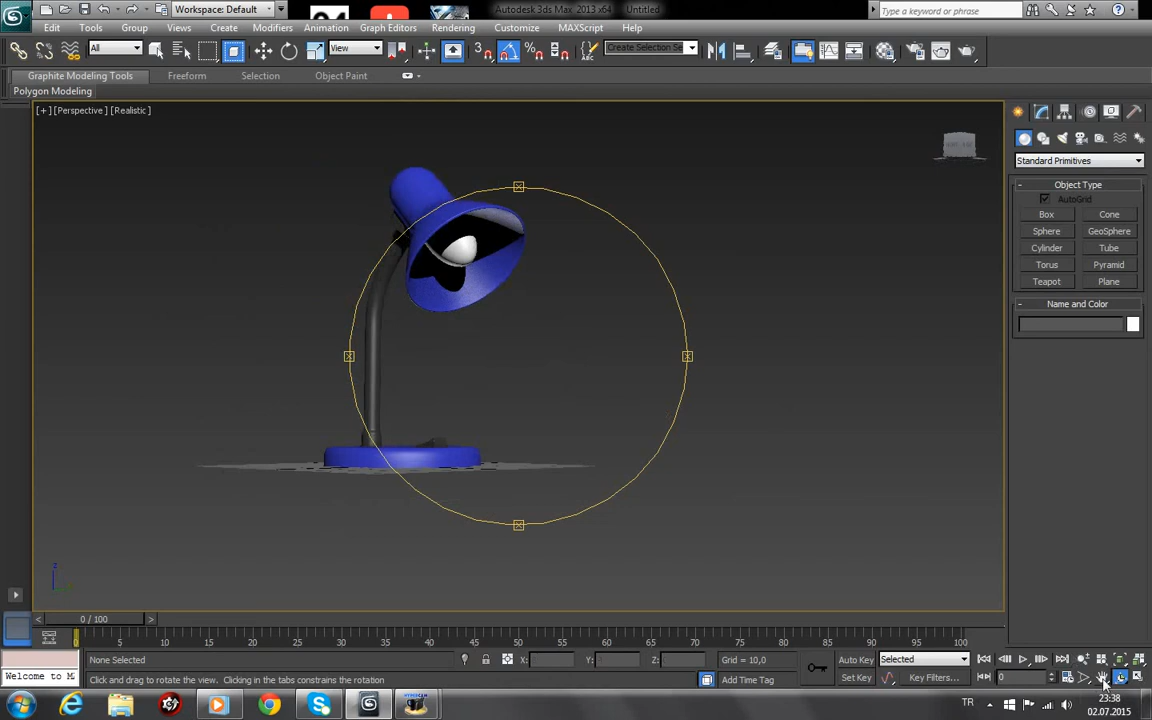 Workspace: Default
Autodesk 3ds Max 2013 x64 Untitled
Type a keyword or phrase
Edit Tools Group Views Create Modifiers Animation Graph Editors Rendering Customize MAXScript Help
All
View
Create Selection Se
Graphite Modeling Tools Freeform Selection Object Paint
Polygon Modeling
[+] [Perspective] [Realistic]
Standard Primitives
- Object Type
AutoGrid
Box Cone
Sphere GeoSphere
Cylinder Tube
Torus Pyramid
Teapot Plane
- Name and Color
< 0 / 100 >
0 5 10 15 20 25 30 35 40 45 50 55 60 65 70 75 80 85 90 95 100
None Selected
X: Y: Z:
Grid = 10,0
Auto Key
Selected
Welcome to M
Click and drag to rotate the view. Clicking in the tabs constrains the rotation
Add Time Tag
Set Key
Key Filters...
0
TR
23:38
02.07.2015